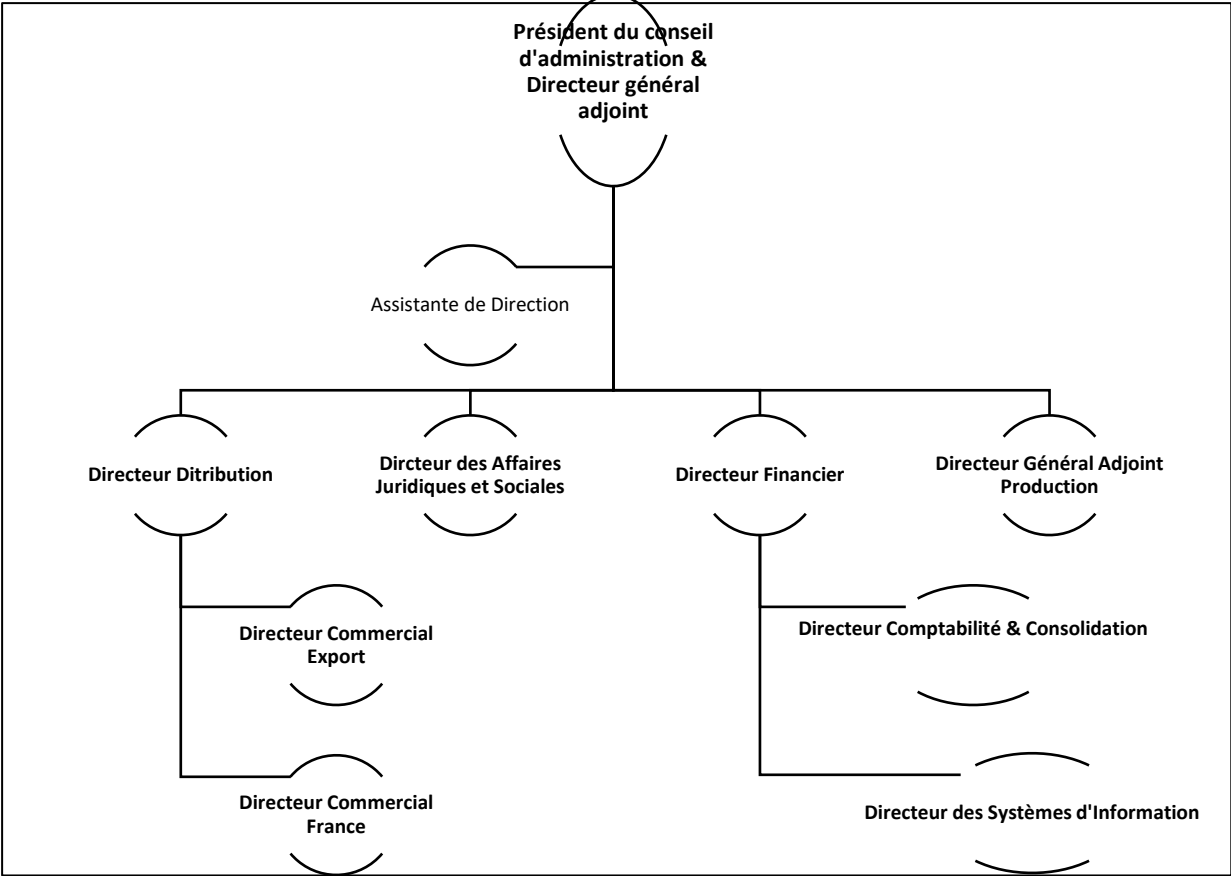 Président du conseil
d'administration &
Directeur général
adjoint
Assistante de Direction
Directeur Ditribution
Dircteur des Affaires
Juridiques et Sociales
Directeur Financier
Directeur Général Adjoint
Production
Directeur Commercial
Export
Directeur Comptabilité & Consolidation
Directeur Commercial
France
Directeur des Systèmes d'Information